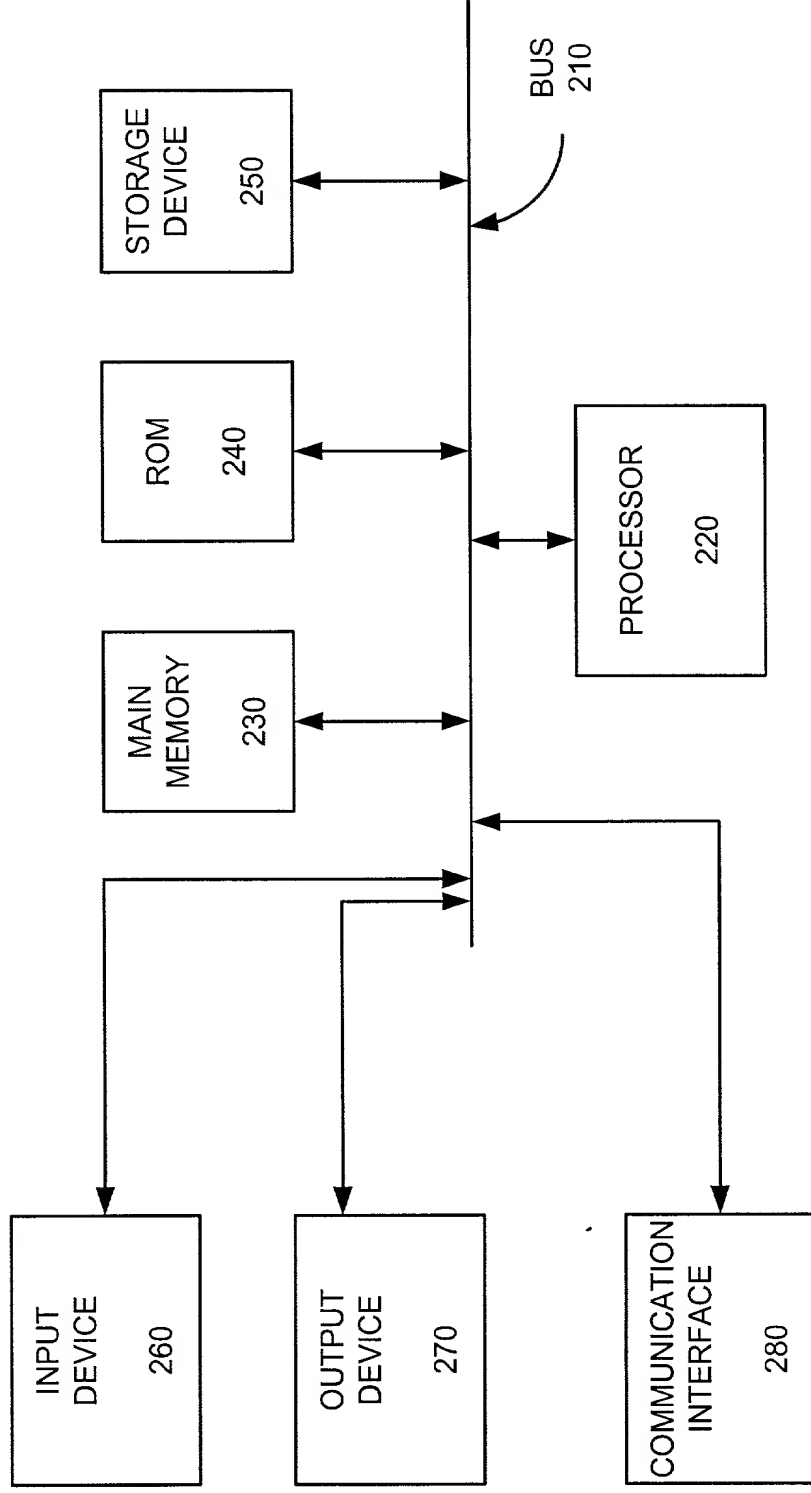 INPUT
DEVICE
260
OUTPUT
DEVICE
270
COMMUNICATION
INTERFACE
280
MAIN
MEMORY
230
ROM
240
STORAGE
DEVICE
250
PROCESSOR
220
BUS
210